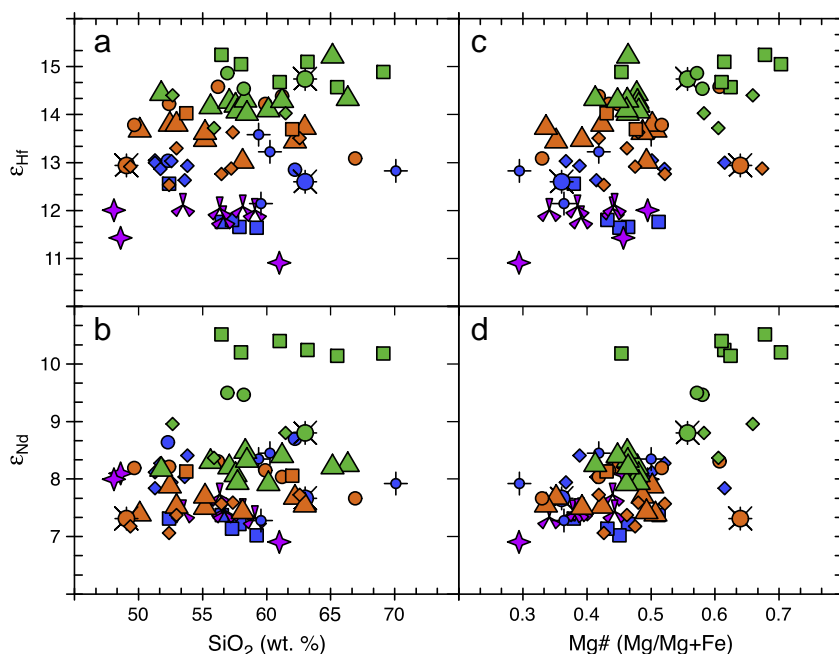 a
c
15
14
13
12
11
εHf
b
d
10
9
8
7
εNd
50 55 60 65 70
0.3 0.4 0.5 0.6 0.7
SiO2 (wt. %)
Mg# (Mg/Mg+Fe)